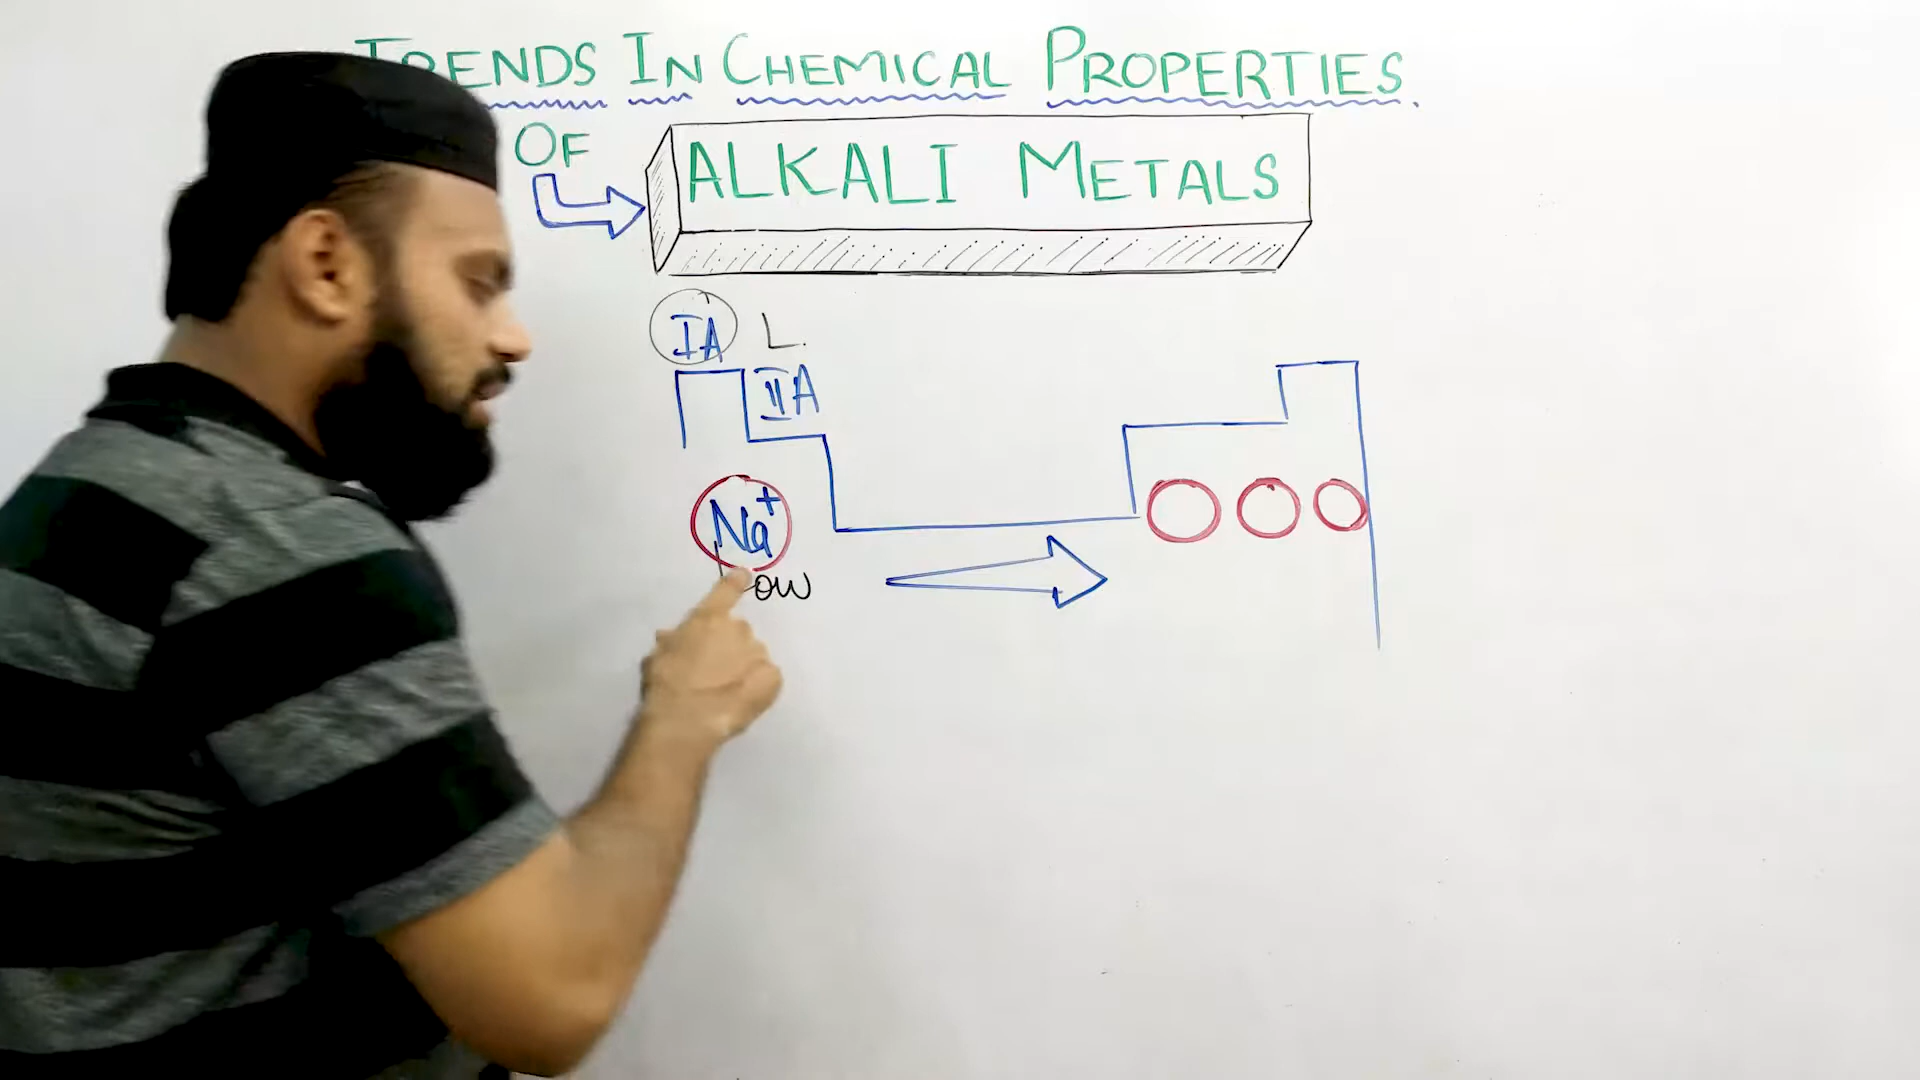 TRENDS IN CHEMICAL PROPERTIES.
OF
ALKALI METALS
IA L.
IIA
Na+
Low